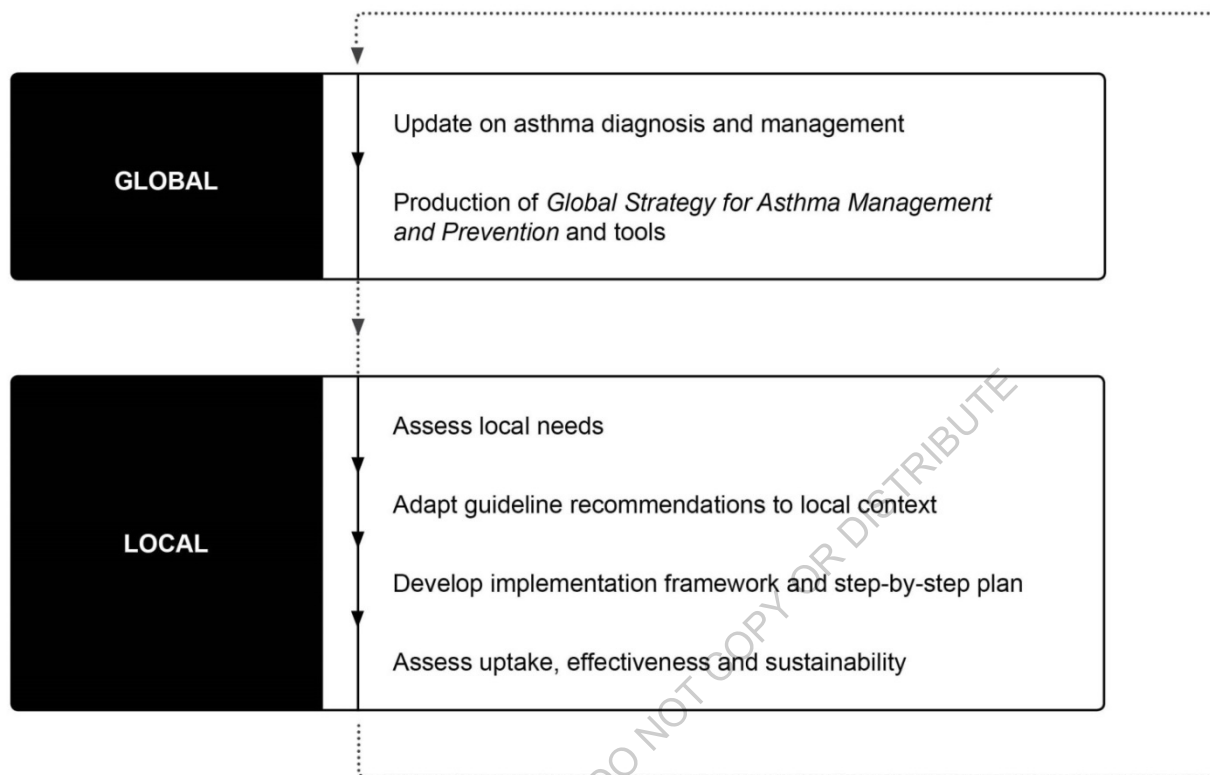 GLOBAL
Update on asthma diagnosis and management
Production of Global Strategy for Asthma Management
and Prevention and tools
LOCAL
Assess local needs
Adapt guideline recommendations to local context
Develop implementation framework and step-by-step plan
Assess uptake, effectiveness and sustainability
DO NOT COPY OR DISTRIBUTE